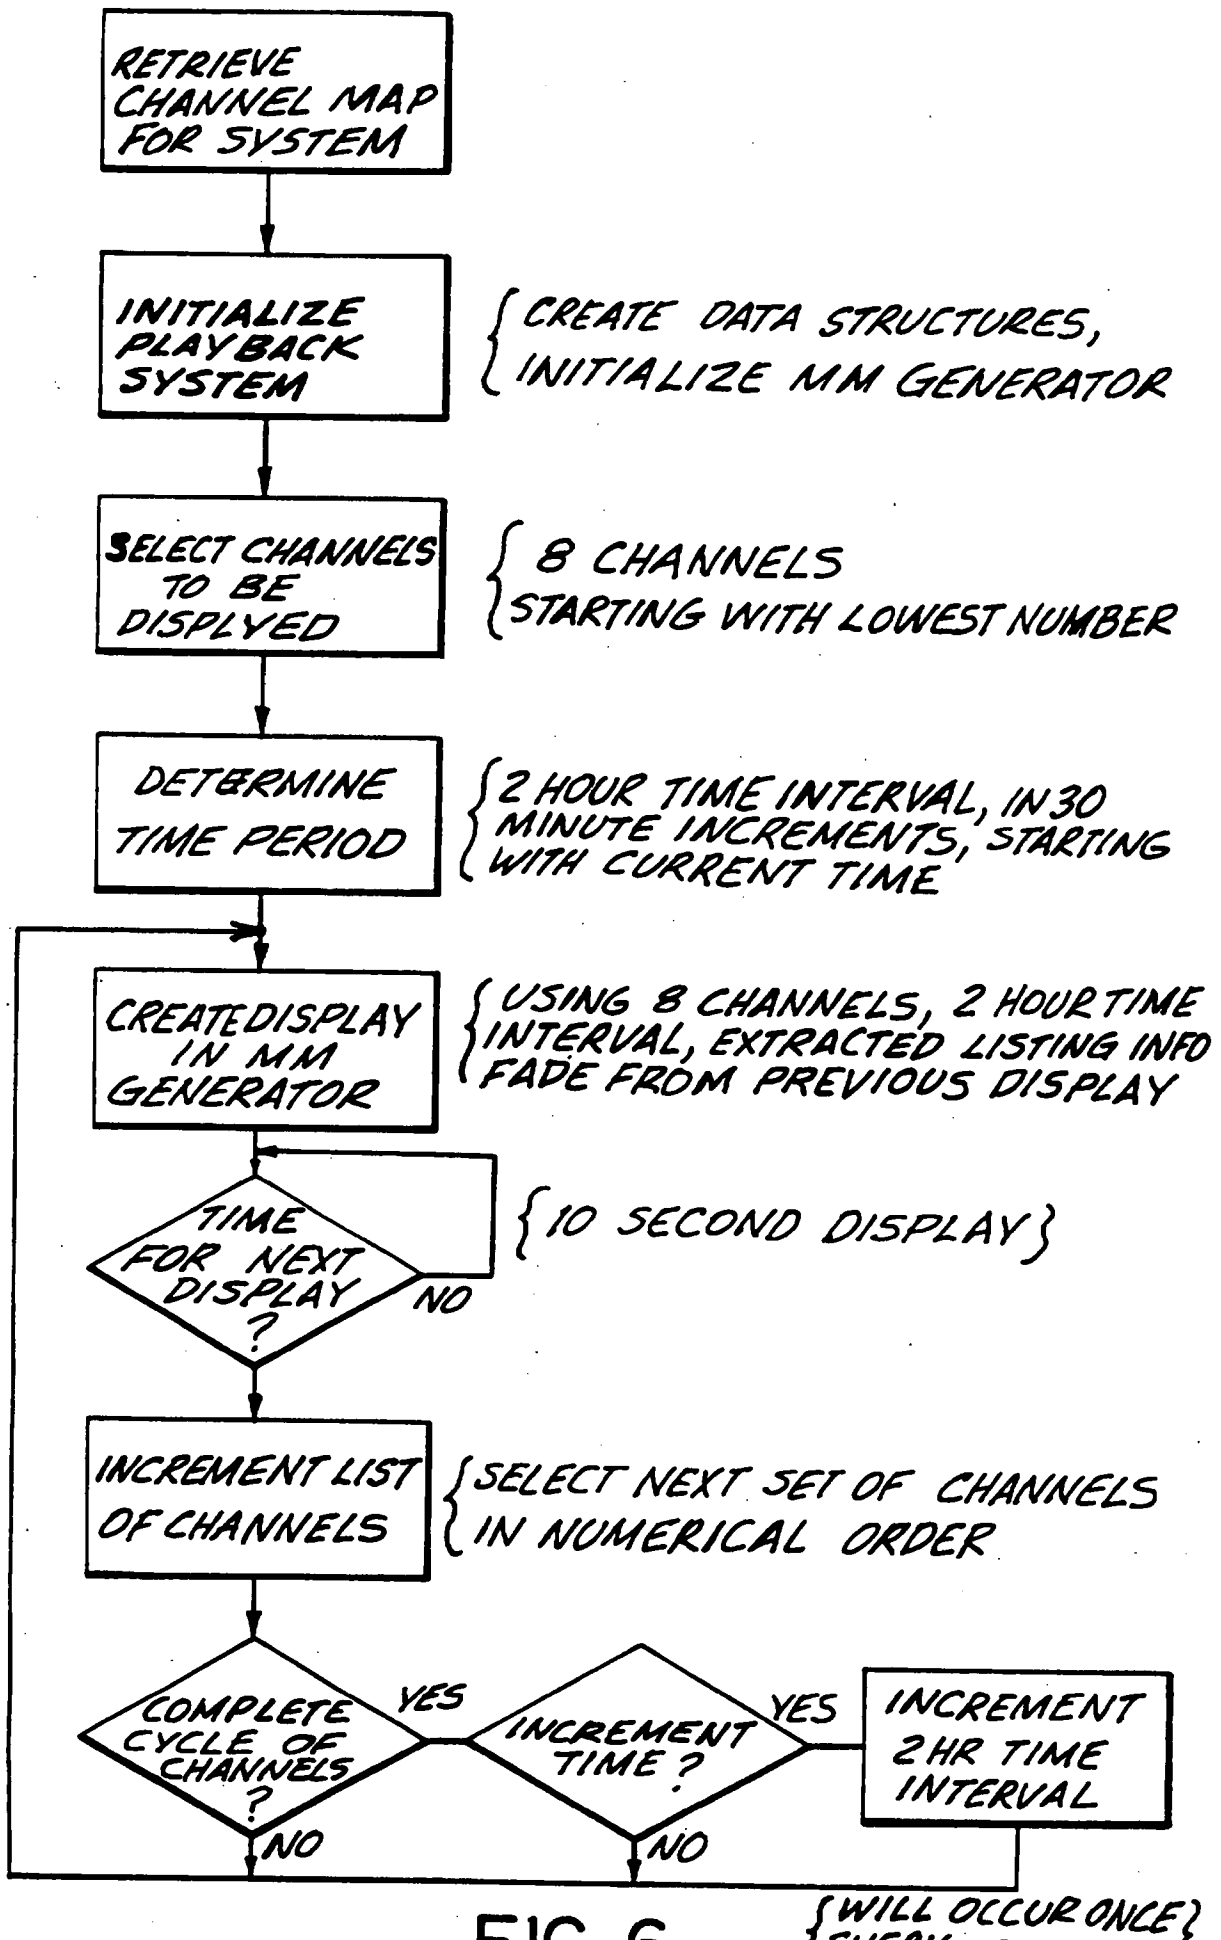 RETRIEVE
CHANNEL MAP
FOR SYSTEM
INITIALIZE
PLAYBACK
SYSTEM
{ CREATE DATA STRUCTURES,
INITIALIZE MM GENERATOR
SELECT CHANNELS
TO BE
DISPLYED
{ 8 CHANNELS
STARTING WITH LOWEST NUMBER
DETERMINE
TIME PERIOD
{ 2 HOUR TIME INTERVAL, IN 30
MINUTE INCREMENTS, STARTING
WITH CURRENT TIME
CREATE DISPLAY
IN MM
GENERATOR
{ USING 8 CHANNELS, 2 HOUR TIME
INTERVAL, EXTRACTED LISTING INFO
FADE FROM PREVIOUS DISPLAY
TIME
FOR NEXT
DISPLAY
?
NO
{ 10 SECOND DISPLAY }
INCREMENT LIST
OF CHANNELS
{ SELECT NEXT SET OF CHANNELS
IN NUMERICAL ORDER
COMPLETE
CYCLE OF
CHANNELS
?
YES
NO
INCREMENT
TIME ?
YES
NO
INCREMENT
2 HR TIME
INTERVAL
{ WILL OCCUR ONCE }
FIG. 6